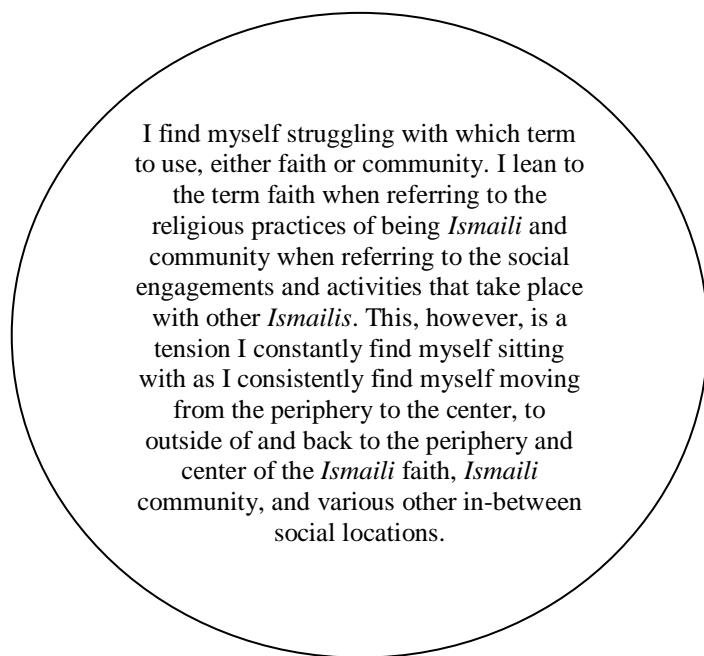 I find myself struggling with which term
to use, either faith or community. I lean to
the term faith when referring to the
religious practices of being Ismaili and
community when referring to the social
engagements and activities that take place
with other Ismailis. This, however, is a
tension I constantly find myself sitting
with as I consistently find myself moving
from the periphery to the center, to
outside of and back to the periphery and
center of the Ismaili faith, Ismaili
community, and various other in-between
social locations.